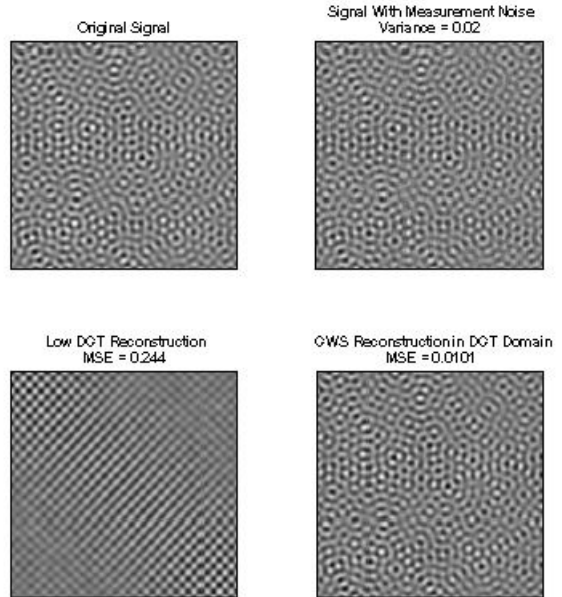 Original Signal
Signal With Measurement Noise
Variance = 0.02
Low DCT Reconstruction
MSE = 0.244
CWS Reconstruction in DCT Domain
MSE = 0.0101